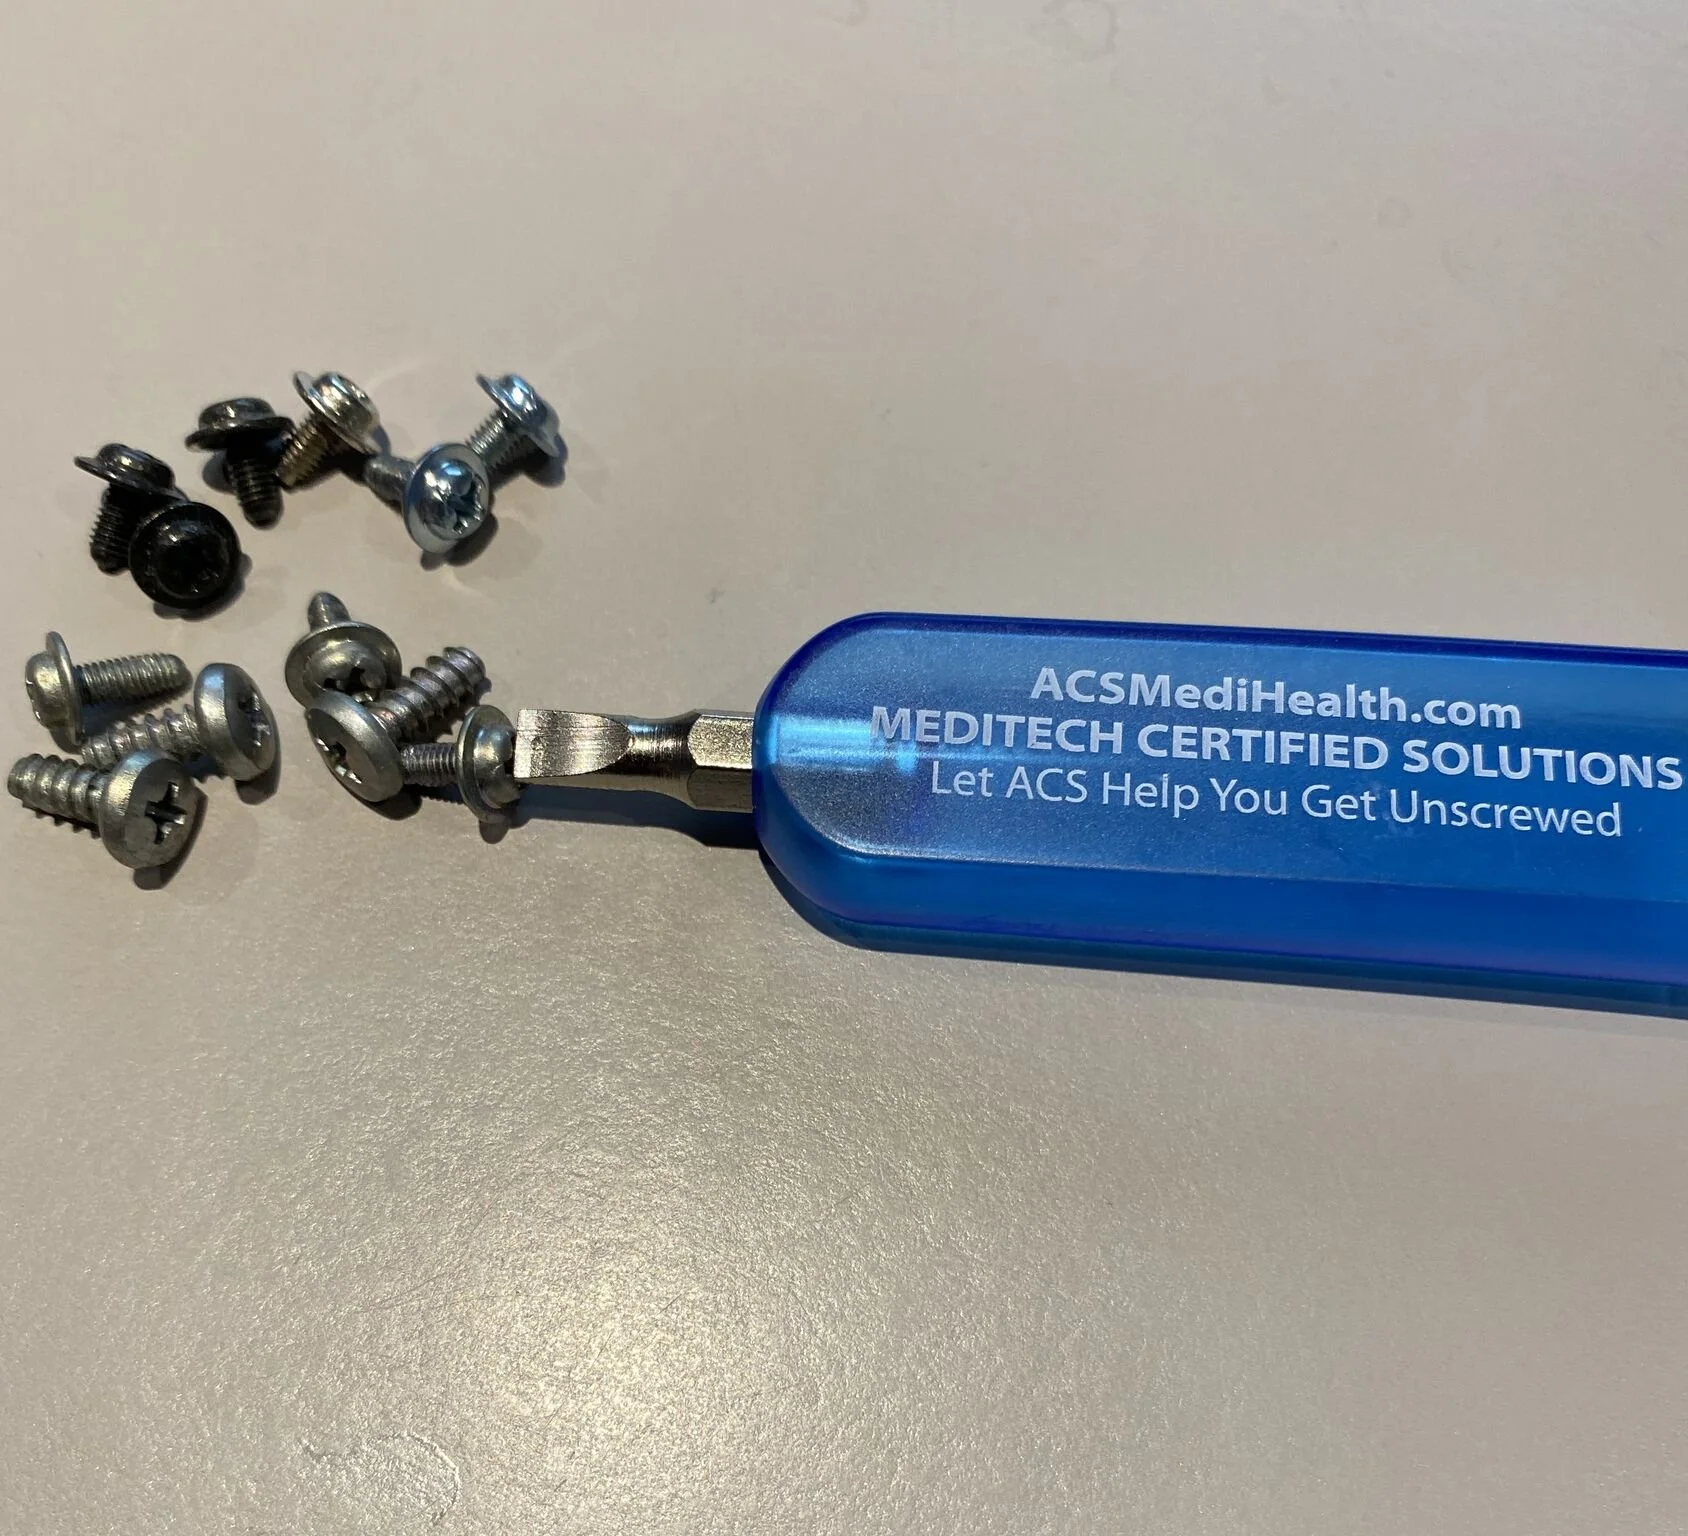 ACSMediHealth.com
MEDITECH CERTIFIED SOLUTIONS
Let ACS Help You Get Unscrewed